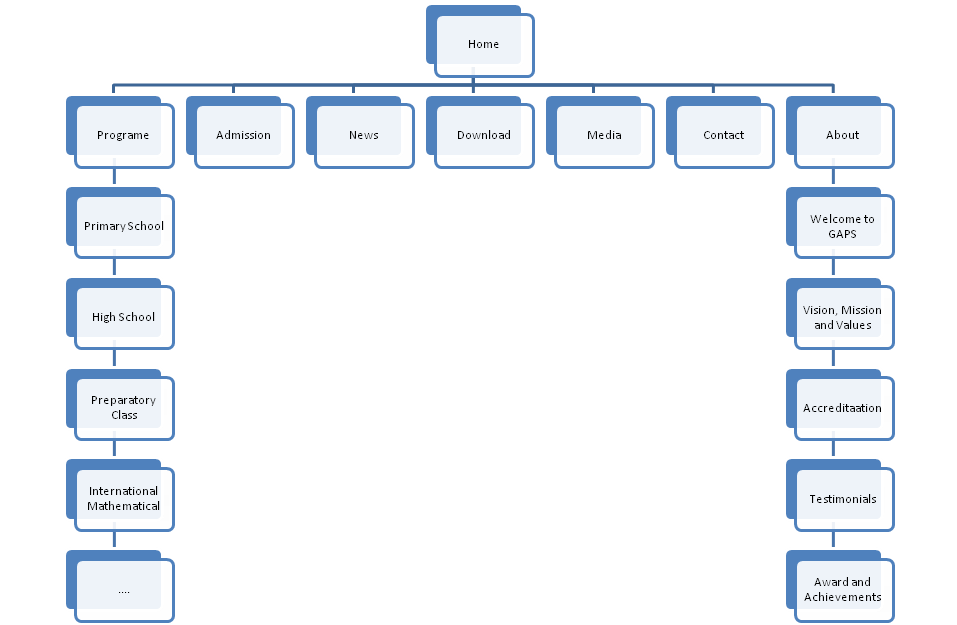 Home
Programe
Admission
News
Download
Media
Contact
About
Primary School
High School
Preparatory
Class
International
Mathematical
....
Welcome to
GAPS
Vision, Mission
and Values
Accreditaation
Testimonials
Award and
Achievements